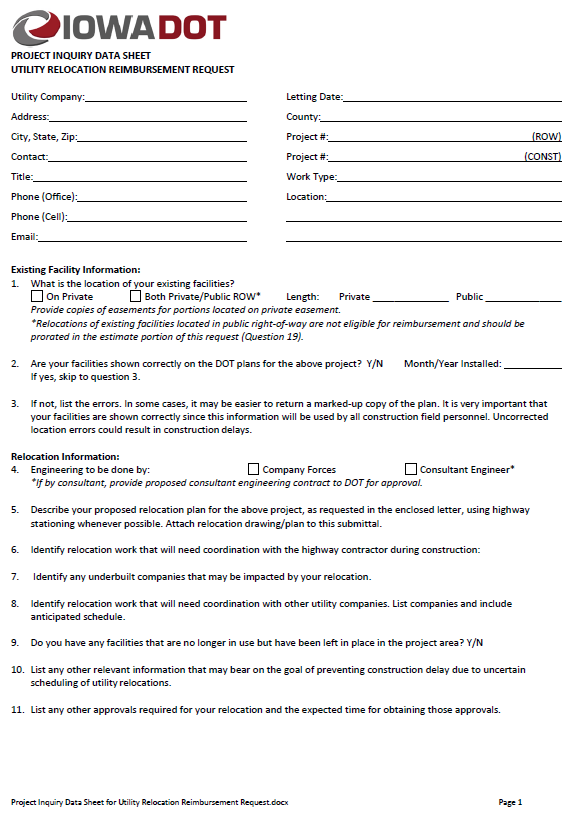 IOWADOT
PROJECT INQUIRY DATA SHEET
UTILITY RELOCATION REIMBURSEMENT REQUEST
Utility Company: Letting Date:
Address: County:
City, State, Zip: Project #: (ROW)
Contact: Project #: (CONST)
Title: Work Type:
Phone (Office): Location:
Phone (Cell):
Email:
Existing Facility Information:
1. What is the location of your existing facilities?
On Private Both Private/Public ROW* Length: Private Public
Provide copies of easements for portions located on private easement.
*Relocations of existing facilities located in public right-of-way are not eligible for reimbursement and should be
prorated in the estimate portion of this request (Question 19).
2. Are your facilities shown correctly on the DOT plans for the above project? Y/N Month/Year Installed:
If yes, skip to question 3.
3. If not, list the errors. In some cases, it may be easier to return a marked-up copy of the plan. It is very important that
your facilities are shown correctly since this information will be used by all construction field personnel. Uncorrected
location errors could result in construction delays.
Relocation Information:
4. Engineering to be done by: Company Forces Consultant Engineer*
*If by consultant, provide proposed consultant engineering contract to DOT for approval.
5. Describe your proposed relocation plan for the above project, as requested in the enclosed letter, using highway
stationing whenever possible. Attach relocation drawing/plan to this submittal.
6. Identify relocation work that will need coordination with the highway contractor during construction:
7. Identify any underbuilt companies that may be impacted by your relocation.
8. Identify relocation work that will need coordination with other utility companies. List companies and include
anticipated schedule.
9. Do you have any facilities that are no longer in use but have been left in place in the project area? Y/N
10. List any other relevant information that may bear on the goal of preventing construction delay due to uncertain
scheduling of utility relocations.
11. List any other approvals required for your relocation and the expected time for obtaining those approvals.
Project Inquiry Data Sheet for Utility Relocation Reimbursement Request.docx Page 1